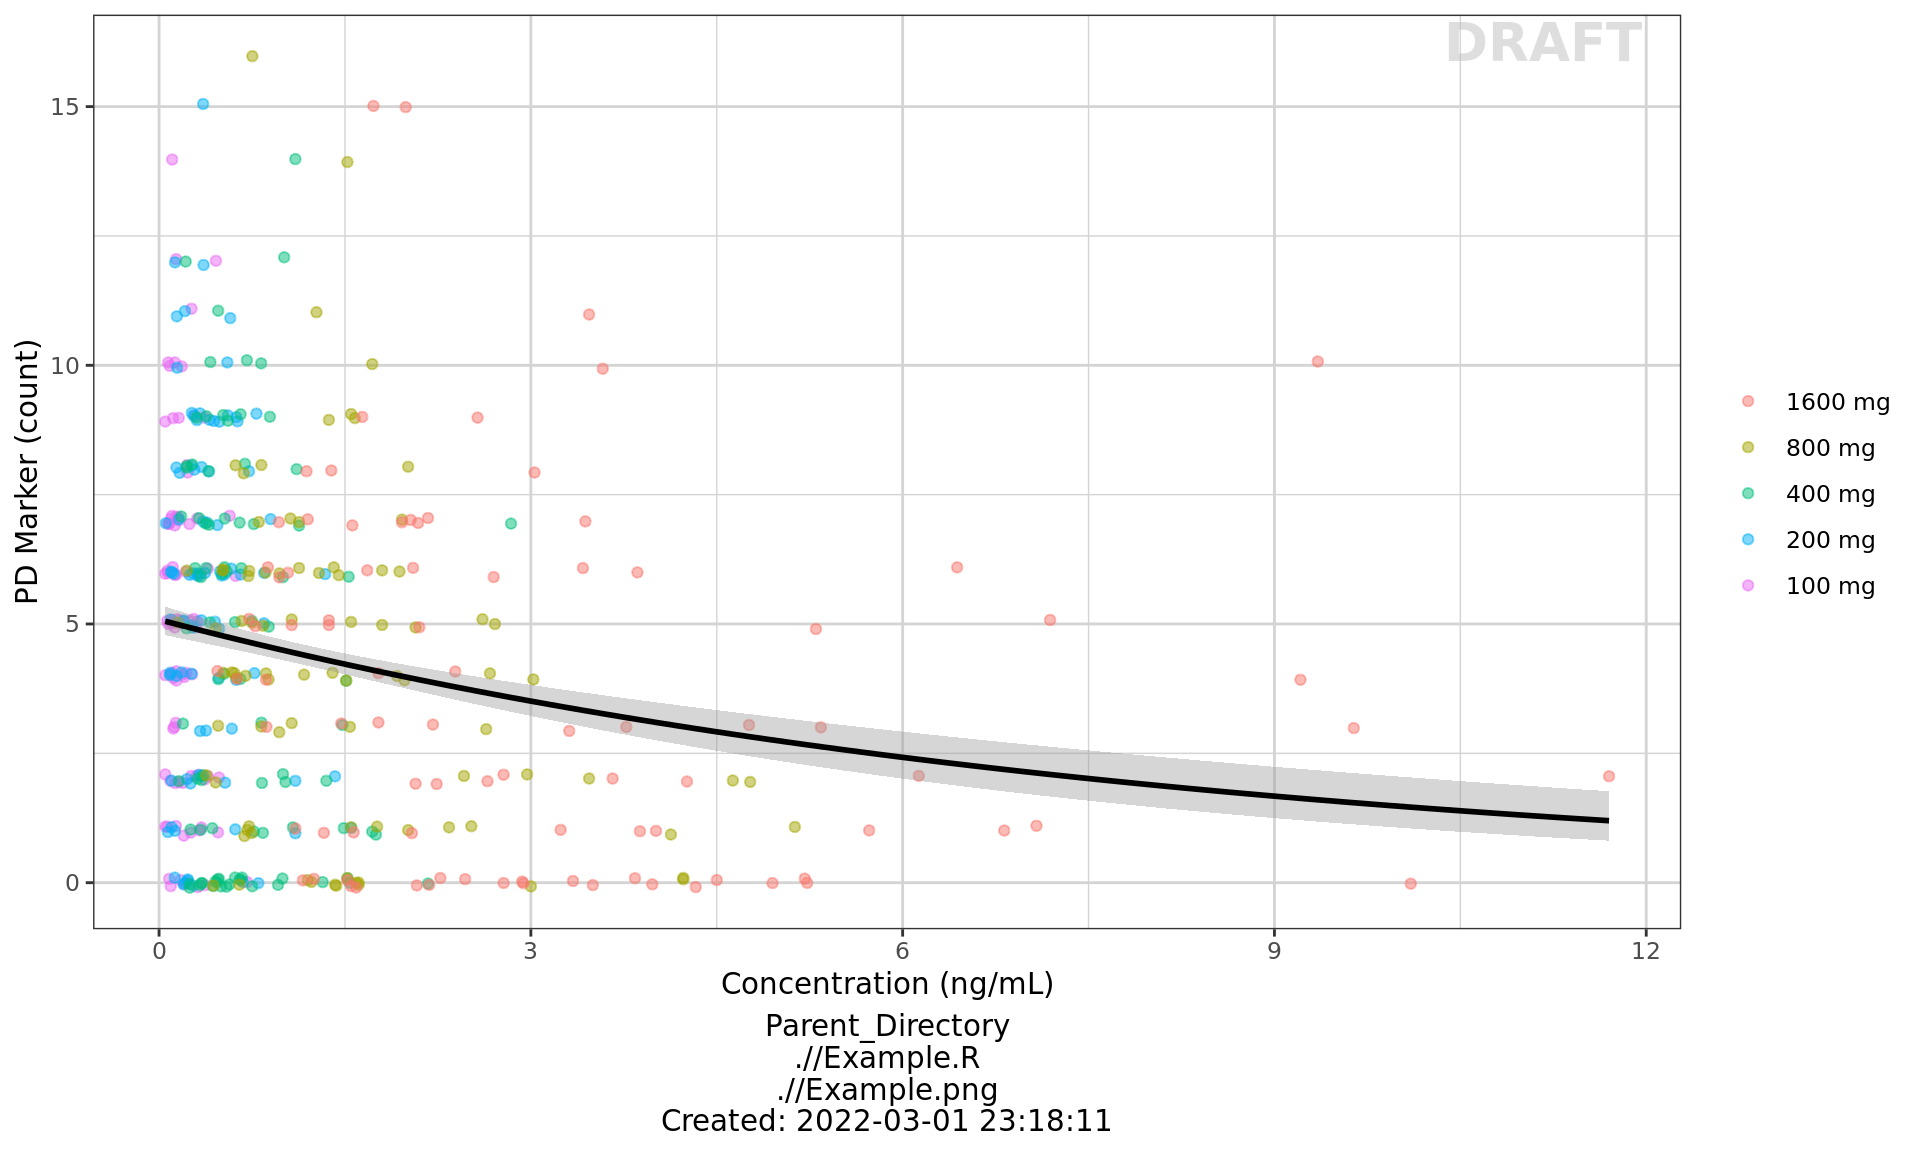 DRAFT
15
10
5
0
PD Marker (count)
0 3 6 9 12
Concentration (ng/mL)
1600 mg
800 mg
400 mg
200 mg
100 mg
Parent_Directory
.//Example.R
.//Example.png
Created: 2022-03-01 23:18:11